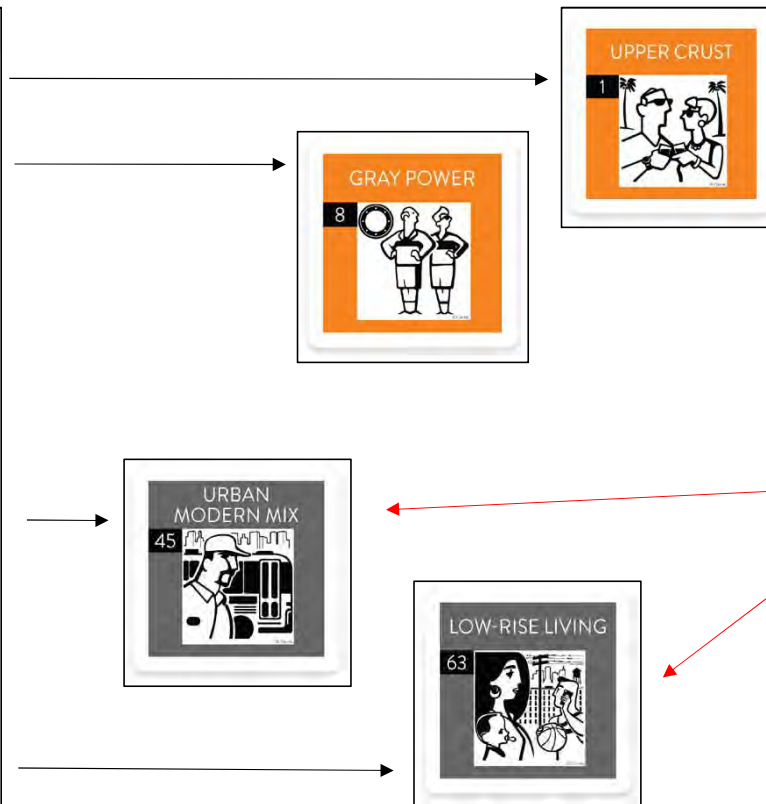 UPPER CRUST
1
GRAY POWER
8
URBAN
MODERN MIX
45
LOW-RISE LIVING
63